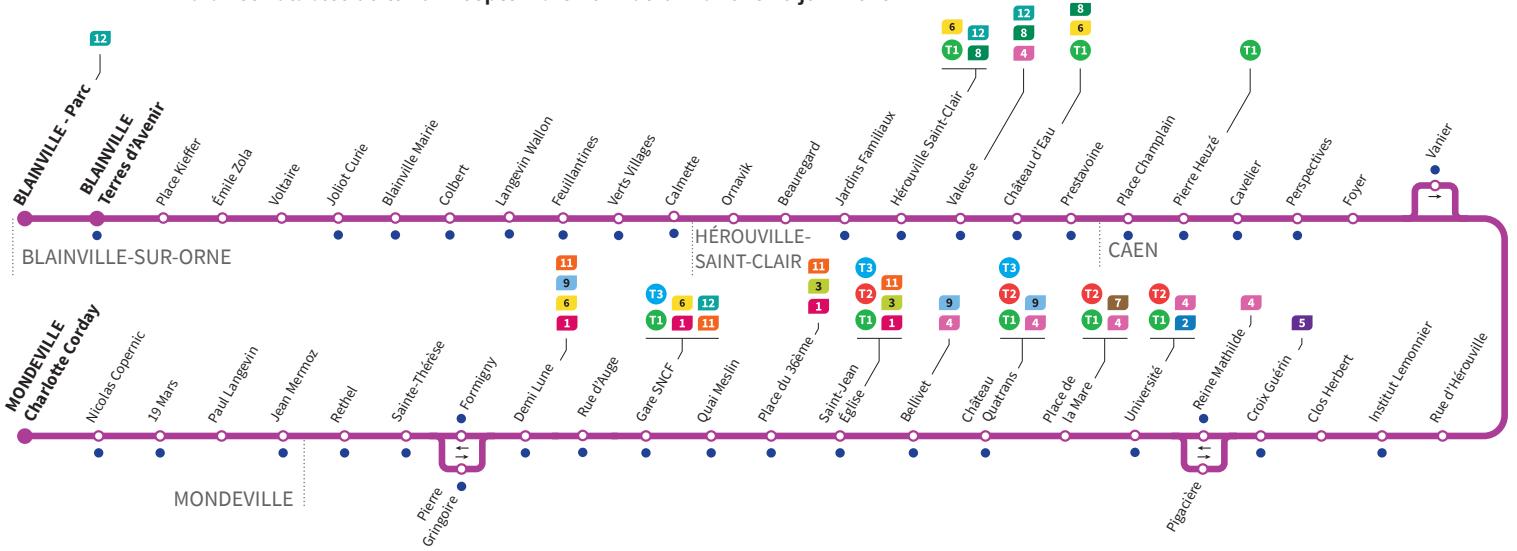 12
6
12
T1
8
12
8
4
8
6
T1
T1
BLAINVILLE - Parc
BLAINVILLE
Terres d'Avenir
Place Kieffer
Émile Zola
Voltaire
Joliot Curie
Blainville Mairie
Colbert
Langevin Wallon
Feuillantines
Verts Villages
Calmette
Ornavik
Beauregard
Jardins Familiaux
Hérouville Saint-Clair
Valeuse
Château d'Eau
Prestavoine
Place Champlain
Pierre Heuzé
Cavelier
Perspectives
Foyer
Vanier
BLAINVILLE-SUR-ORNE
HÉROUVILLE-
SAINT-CLAIR
CAEN
11
9
6
1
T3
6
12
T1
1
11
11
3
1
T3
T2
11
3
T1
1
9
4
T3
T2
9
T1
4
T2
7
T1
4
T2
4
T1
2
4
5
MONDEVILLE
Charlotte Corday
Nicolas Copernic
19 Mars
Paul Langevin
Jean Mermoz
Rethel
Sainte-Thérèse
Formigny
Pierre
Gringoire
Demi Lune
Rue d'Auge
Gare SNCF
Quai Meslin
Place du 36ème
Saint-Jean
Église
Bellivet
Château
Quatrans
Place de
la Mare
Université
Reine Mathilde
Pigacière
Croix Guérin
Clos Herbert
Institut Lemonnier
Rue d'Hérouville
MONDEVILLE